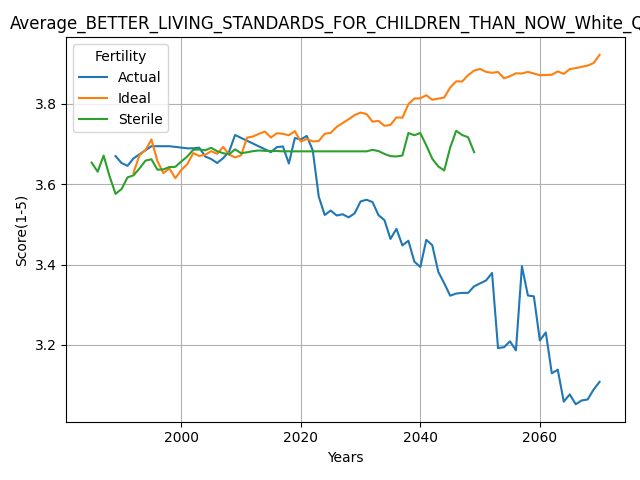 Average_BETTER_LIVING_STANDARDS_FOR_CHILDREN_THAN_NOW_White_Q
Fertility
Actual
Ideal
Sterile
Score(1-5)
3.8
3.6
3.4
3.2
2000 2020 2040 2060
Years